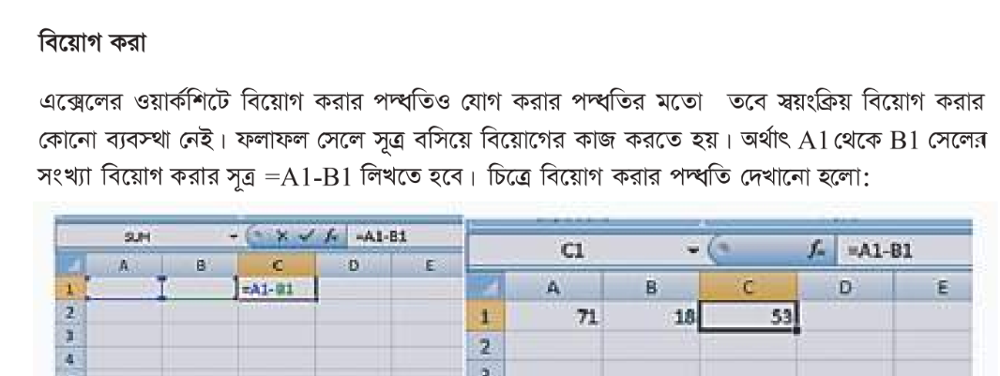 বিয়োগ করা
এক্সেলের ওয়ার্কশিটে বিয়োগ করার পদ্ধতিও যোগ করার পদ্ধতির মতো তবে স্বয়ংক্রিয় বিয়োগ করার
কোনো ব্যবস্থা নেই। ফলাফল সেলে সূত্র বসিয়ে বিয়োগের কাজ করতে হয়। অর্থাৎ A1 থেকে B1 সেলের
সংখ্যা বিয়োগ করার সূত্র =A1-B1 লিখতে হবে। চিত্রে বিয়োগ করার পদ্ধতি দেখানো হলো:
SUM =A1-B1
A B C D E
1 =A1-B1
2
3
4
C1 =A1-B1
A B C D E
1 71 18 53
2